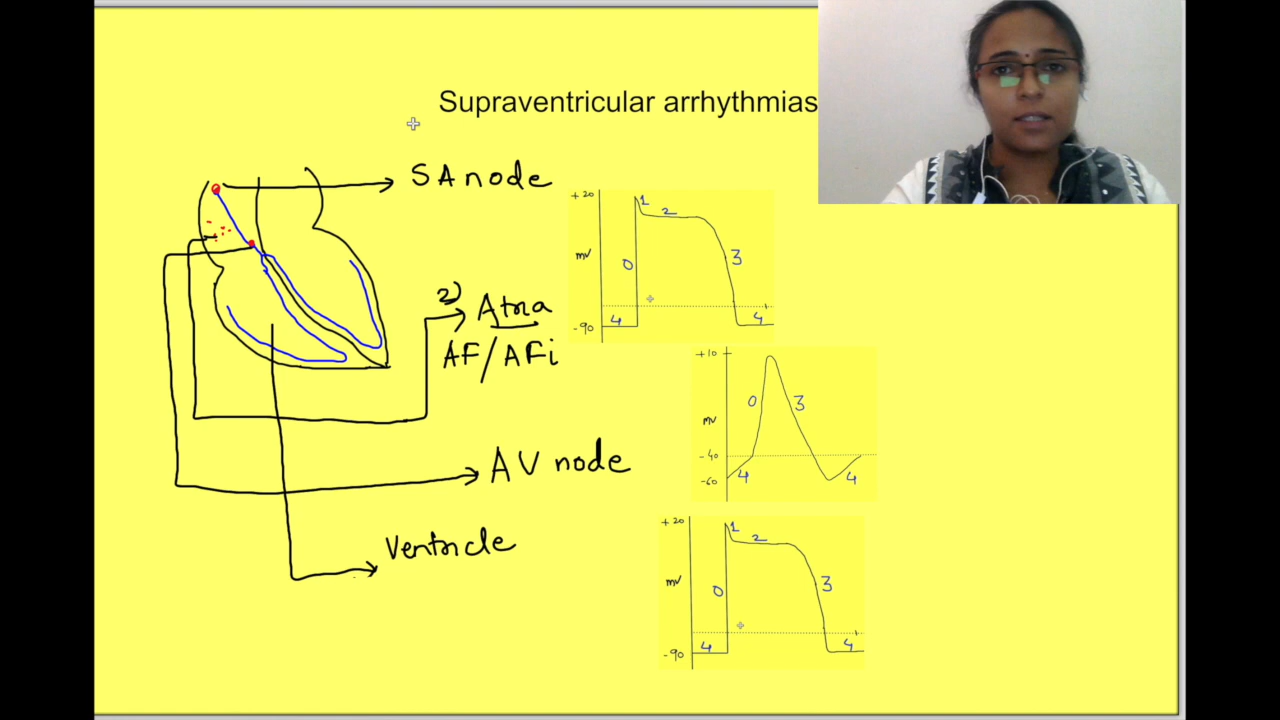 Supraventricular arrhythmias
SA node
+20
1
2
mV
0
3
4
4'
-90
2)
Atria
AF/AFi
+10
0
3
mV
-40
-60
4
4
AV node
+20
1
2
mV
0
3
4
4'
-90
Ventricle